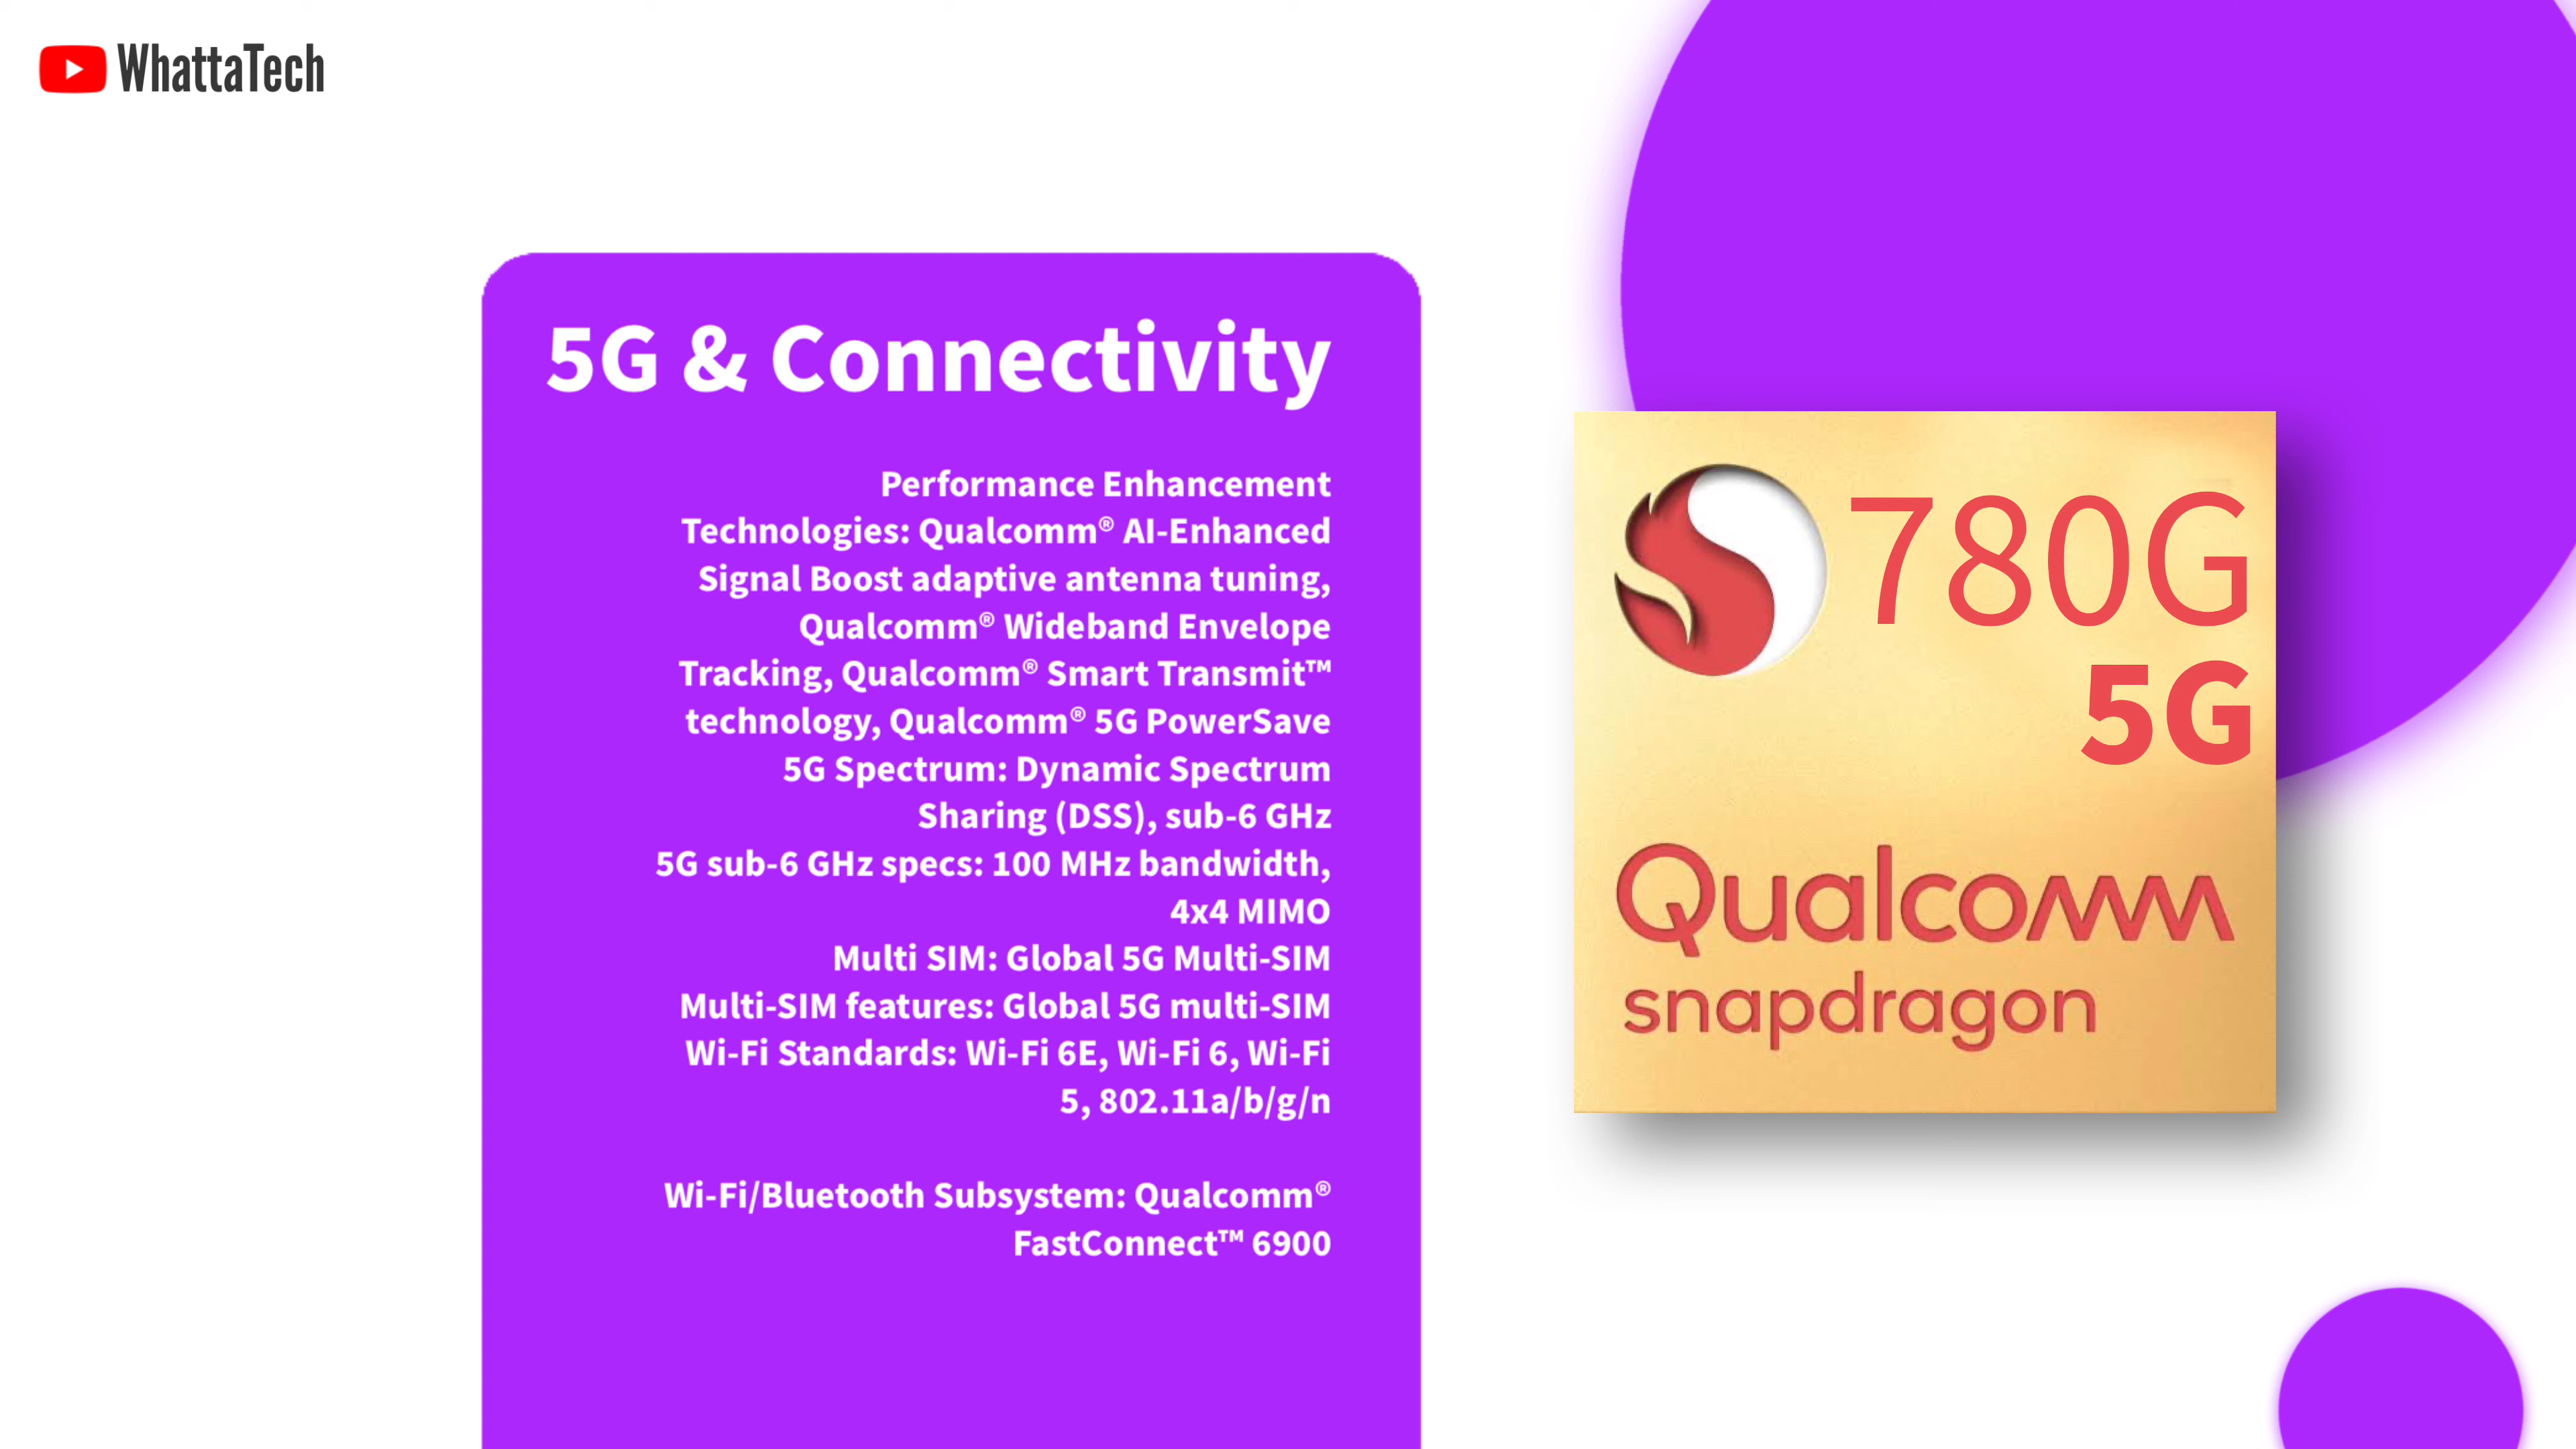 WhattaTech
5G & Connectivity
Performance Enhancement
Technologies: Qualcomm® AI-Enhanced
Signal Boost adaptive antenna tuning,
Qualcomm® Wideband Envelope
Tracking, Qualcomm® Smart Transmit™
technology, Qualcomm® 5G PowerSave
5G Spectrum: Dynamic Spectrum
Sharing (DSS), sub-6 GHz
5G sub-6 GHz specs: 100 MHz bandwidth,
4x4 MIMO
Multi SIM: Global 5G Multi-SIM
Multi-SIM features: Global 5G multi-SIM
Wi-Fi Standards: Wi-Fi 6E, Wi-Fi 6, Wi-Fi
5, 802.11a/b/g/n
Wi-Fi/Bluetooth Subsystem: Qualcomm®
FastConnect™ 6900
780G
5G
Qualcomm
snapdragon